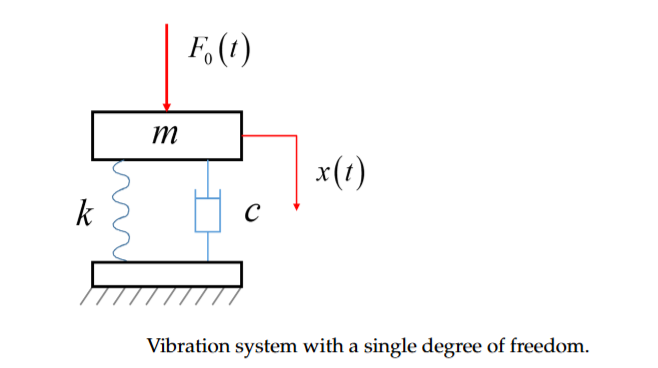 F₀(t)
m
x(t)
k
c
Vibration system with a single degree of freedom.